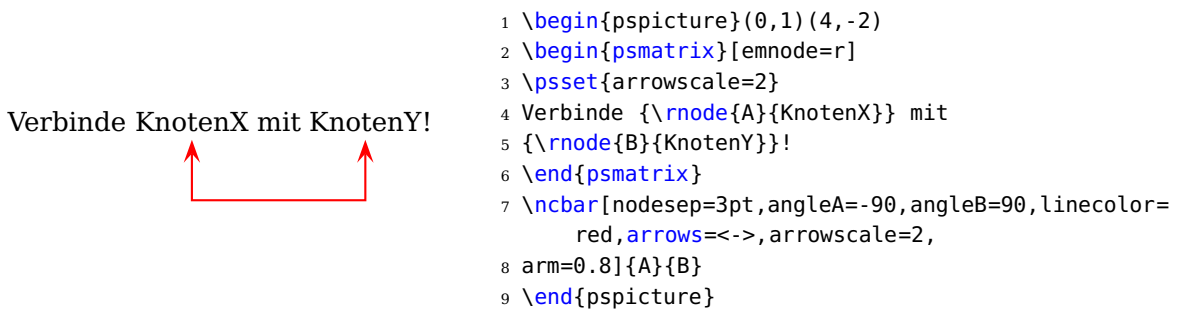 Verbinde KnotenX mit KnotenY!
1 \begin{pspicture}(0,1)(4,-2)
2 \begin{psmatrix}[emnode=r]
3 \psset{arrowscale=2}
4 Verbinde {\rnode{A}{KnotenX}} mit
5 {\rnode{B}{KnotenY}}!
6 \end{psmatrix}
7 \ncbar[nodesep=3pt,angleA=-90,angleB=90,linecolor=
red,arrows=<->,arrowscale=2,
8 arm=0.8]{A}{B}
9 \end{pspicture}